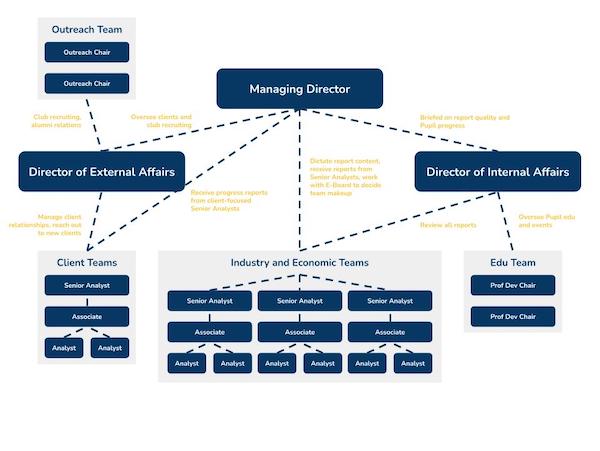 Outreach Team
Outreach Chair
Outreach Chair
Managing Director
Club recruiting,
alumni relations
Oversee clients and
club recruiting
Briefed on report quality and
Pupil progress
Director of External Affairs
Director of Internal Affairs
Dictate report content,
receive reports from
Senior Analysts, work
with E-Board to decide
team makeup
Receive progress reports
from client-focused
Senior Analysts
Manage client
relationships, reach out
to new clients
Review all reports
Oversee Pupil edu
and events
Client Teams
Senior Analyst
Associate
Analyst Analyst
Industry and Economic Teams
Senior Analyst Senior Analyst Senior Analyst
Associate Associate Associate
Analyst Analyst Analyst Analyst Analyst Analyst
Edu Team
Prof Dev Chair
Prof Dev Chair